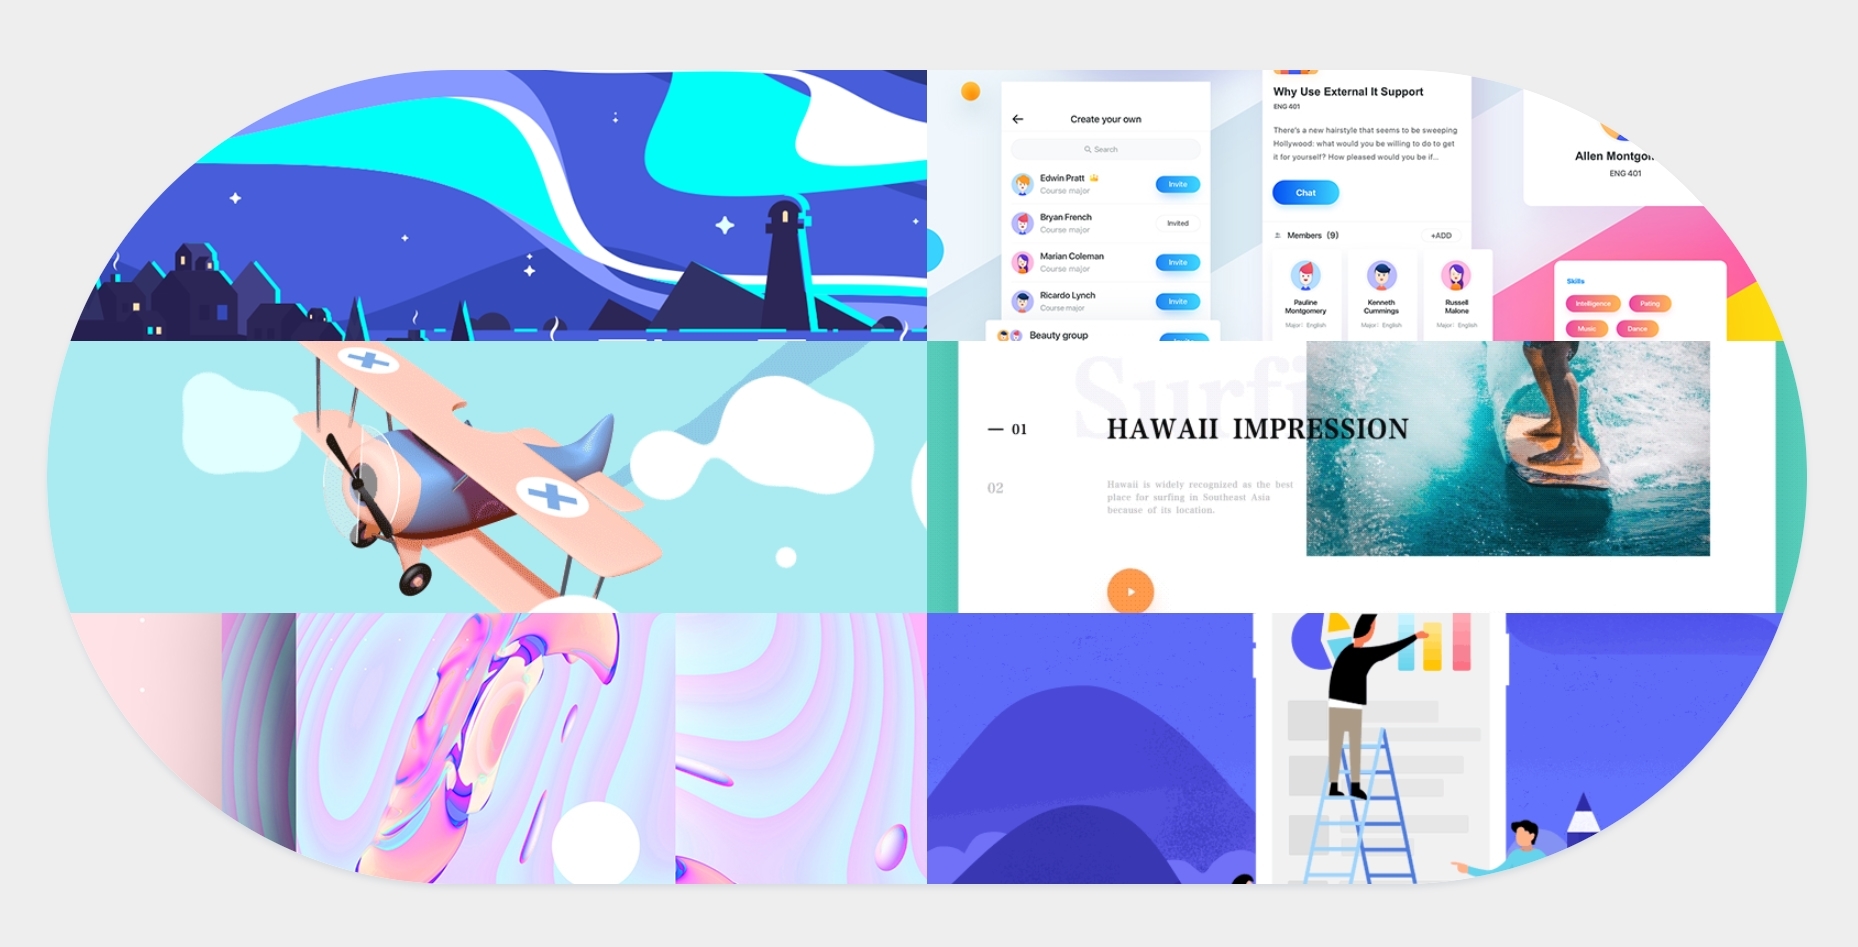 Create your own
Search
Edwin Pratt
Course major
Invite
Bryan French
Course major
Invited
Marian Coleman
Course major
Invite
Ricardo Lynch
Course major
Invite
Beauty group
Why Use External It Support
ENG 401
There's a new hairstyle that seems to be sweeping
Hollywood: what would you be willing to do to get
it for yourself? How pleased would you be if...
Chat
Members (9)
+ADD
Pauline
Montgomery
Major: English
Kenneth
Cummings
Major: English
Russell
Malone
Major: English
Allen
ENG 401
Skills
Intelligence
Pating
Music
Dance
Surfi
— 01
HAWAII IMPRESSION
02
Hawaii is widely recognized as the best
place for surfing in Southeast Asia
because of its location.